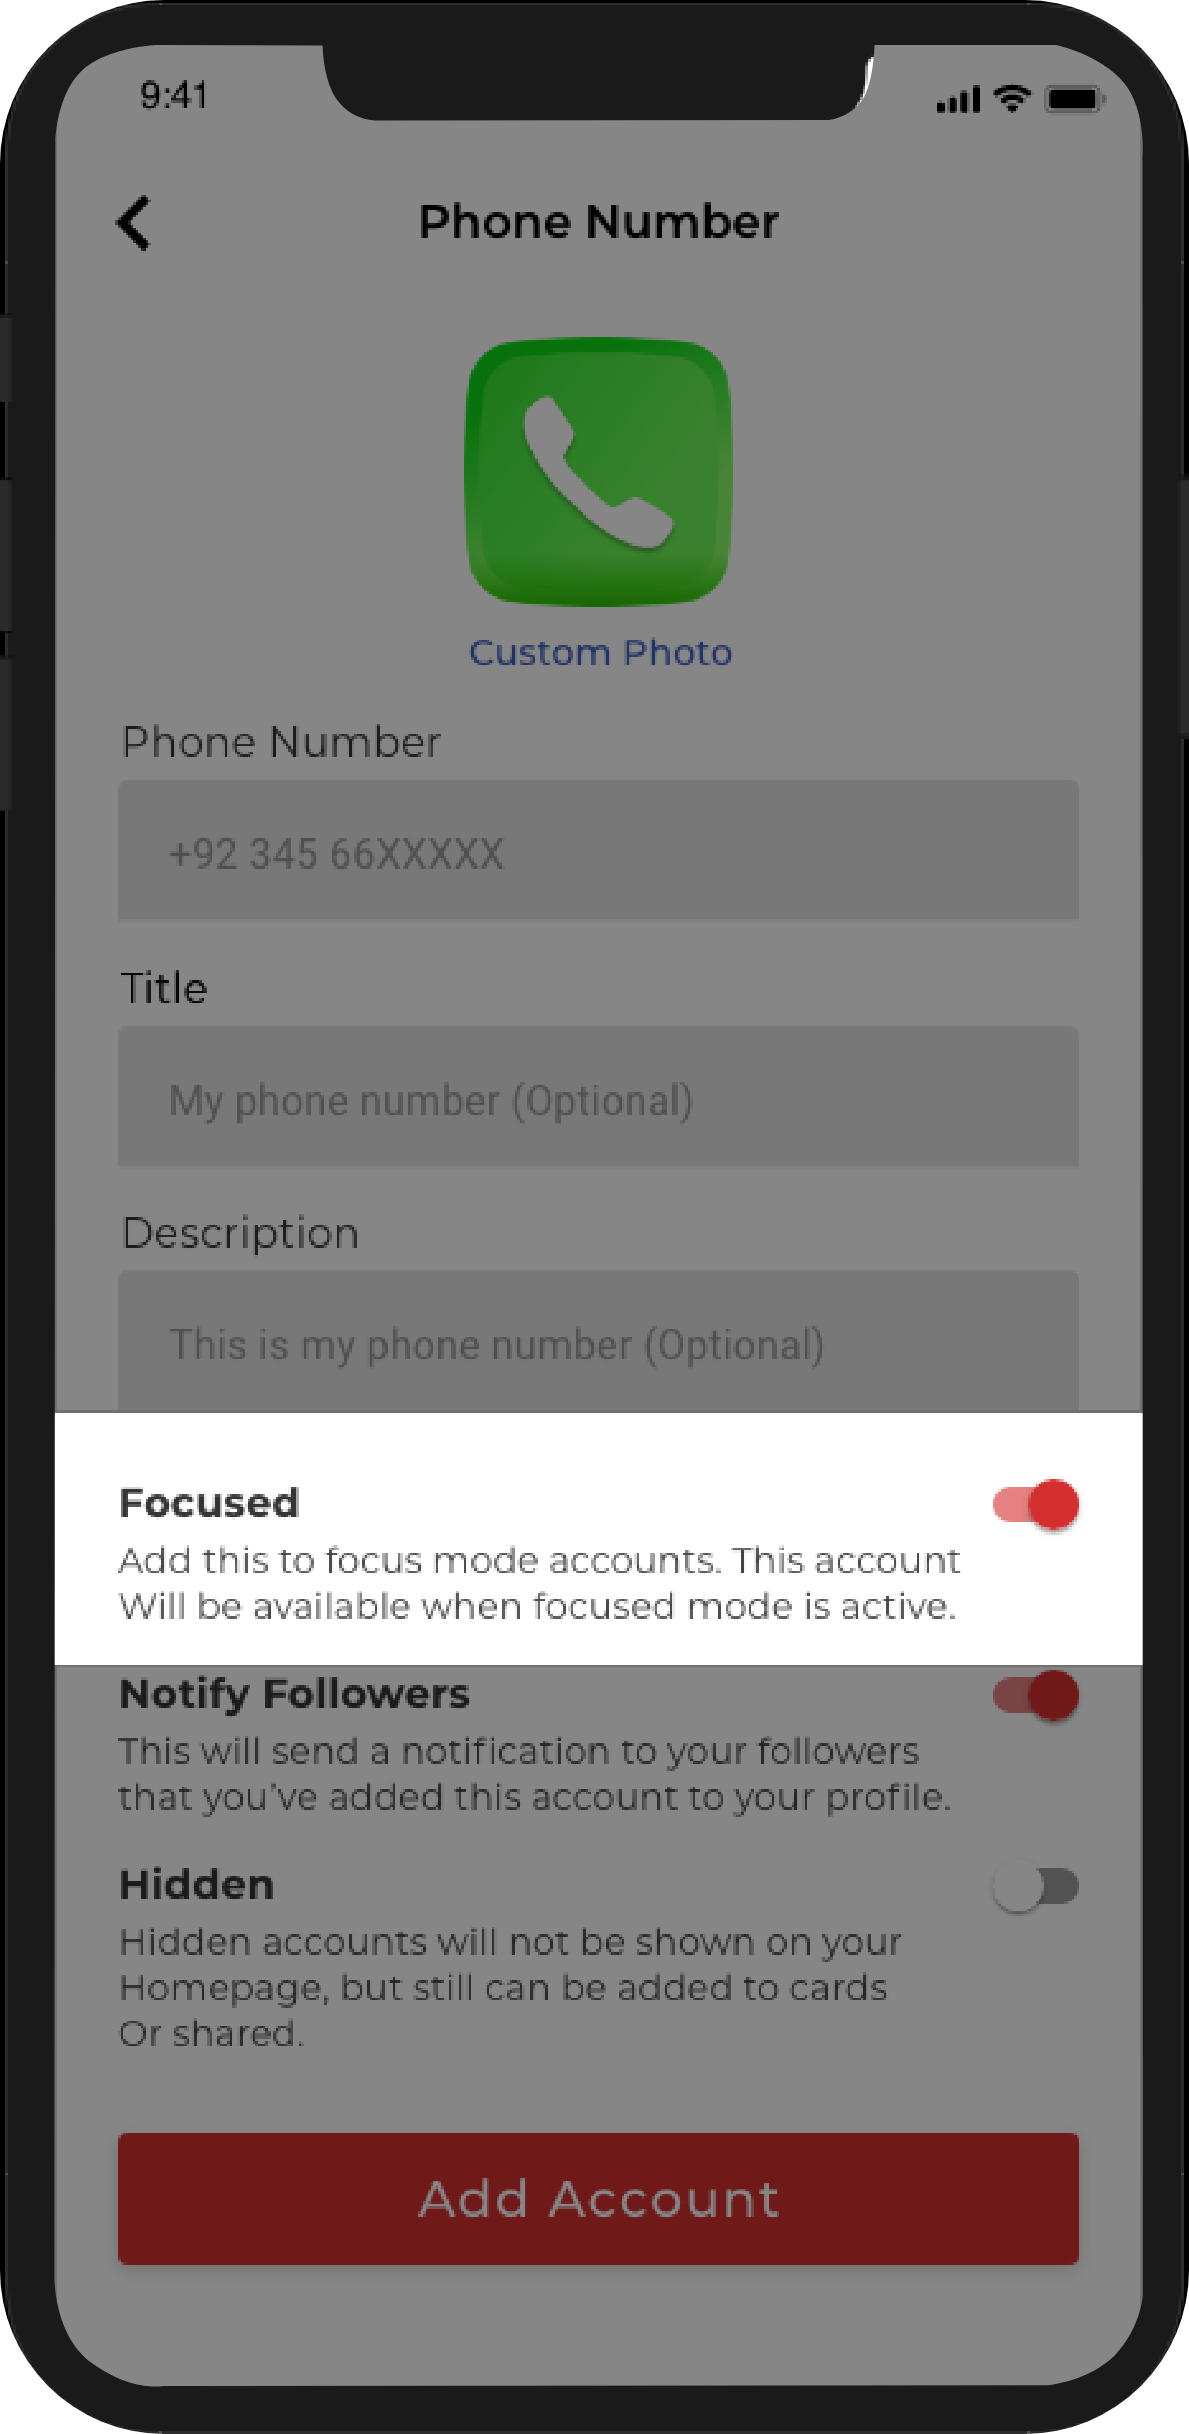 9:41
Phone Number
Custom Photo
Phone Number
+92 345 66XXXXX
Title
My phone number (Optional)
Description
This is my phone number (Optional)
Focused
Add this to focus mode accounts. This account
Will be available when focused mode is active.
Notify Followers
This will send a notification to your followers
that you've added this account to your profile.
Hidden
Hidden accounts will not be shown on your
Homepage, but still can be added to cards
Or shared.
Add Account